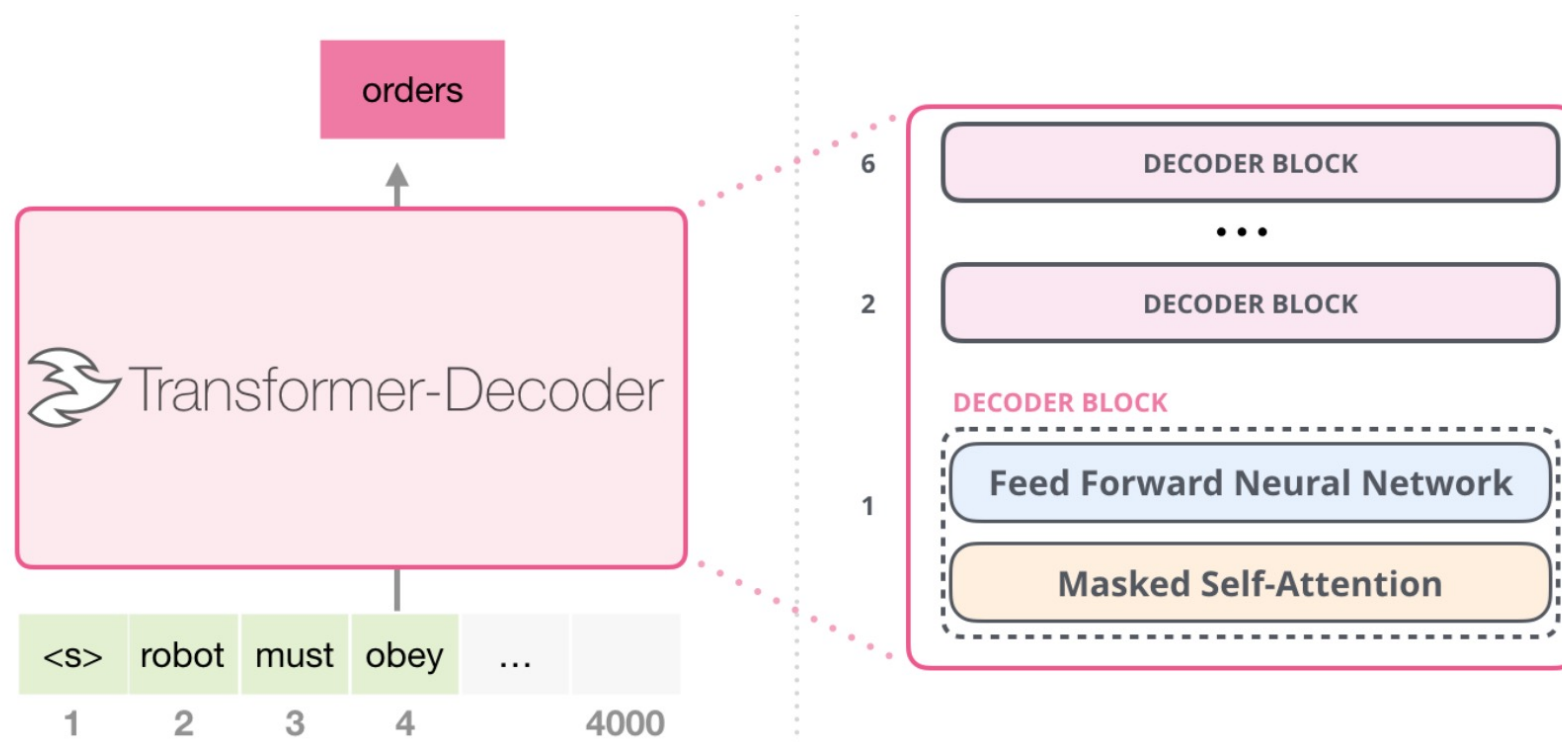 orders
Transformer-Decoder
<s> robot must obey ...
1 2 3 4 4000
6 DECODER BLOCK
...
2 DECODER BLOCK
DECODER BLOCK
1
Feed Forward Neural Network
Masked Self-Attention